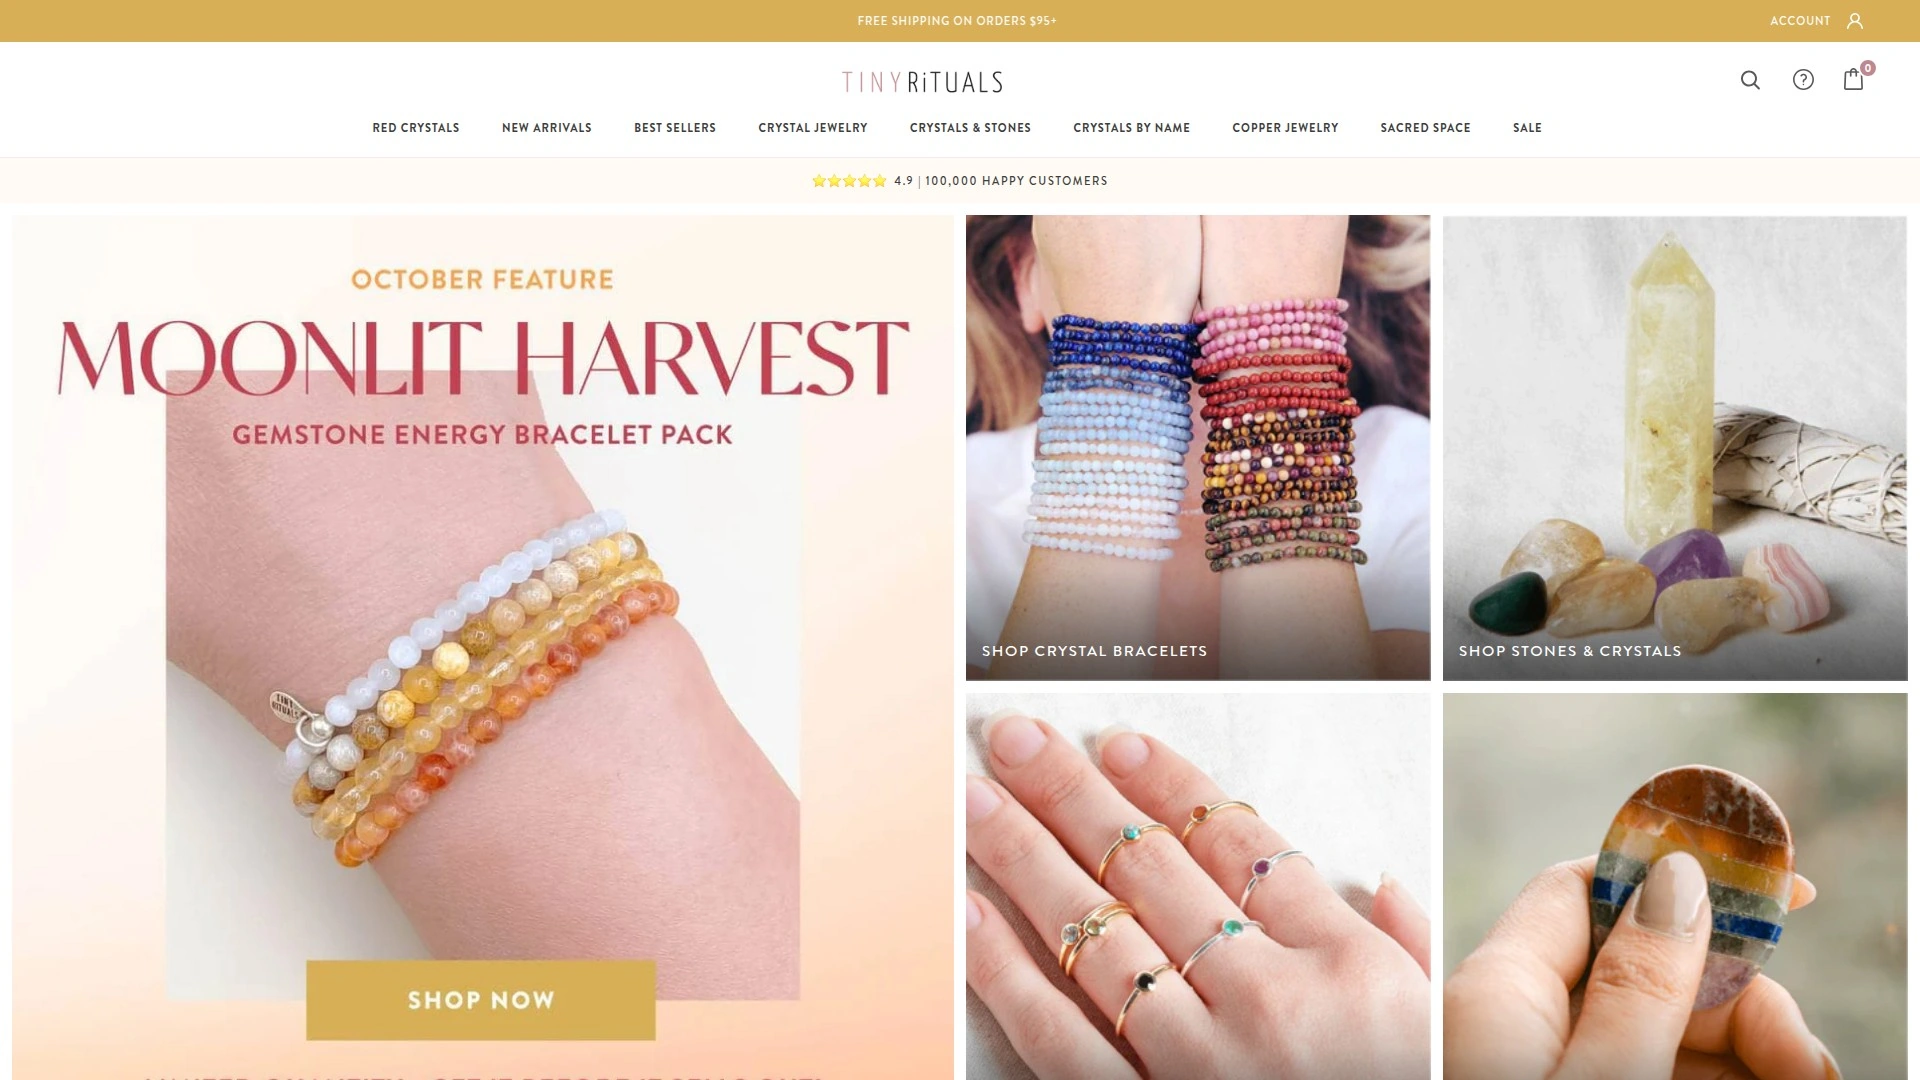 FREE SHIPPING ON ORDERS $95+
ACCOUNT
TINYRiTUALS
0
RED CRYSTALS
NEW ARRIVALS
BEST SELLERS
CRYSTAL JEWELRY
CRYSTALS & STONES
CRYSTALS BY NAME
COPPER JEWELRY
SACRED SPACE
SALE
4.9 | 100,000 HAPPY CUSTOMERS
OCTOBER FEATURE
MOONLIT HARVEST
GEMSTONE ENERGY BRACELET PACK
TINY
RITUALS
SHOP NOW
SHOP CRYSTAL BRACELETS
SHOP STONES & CRYSTALS